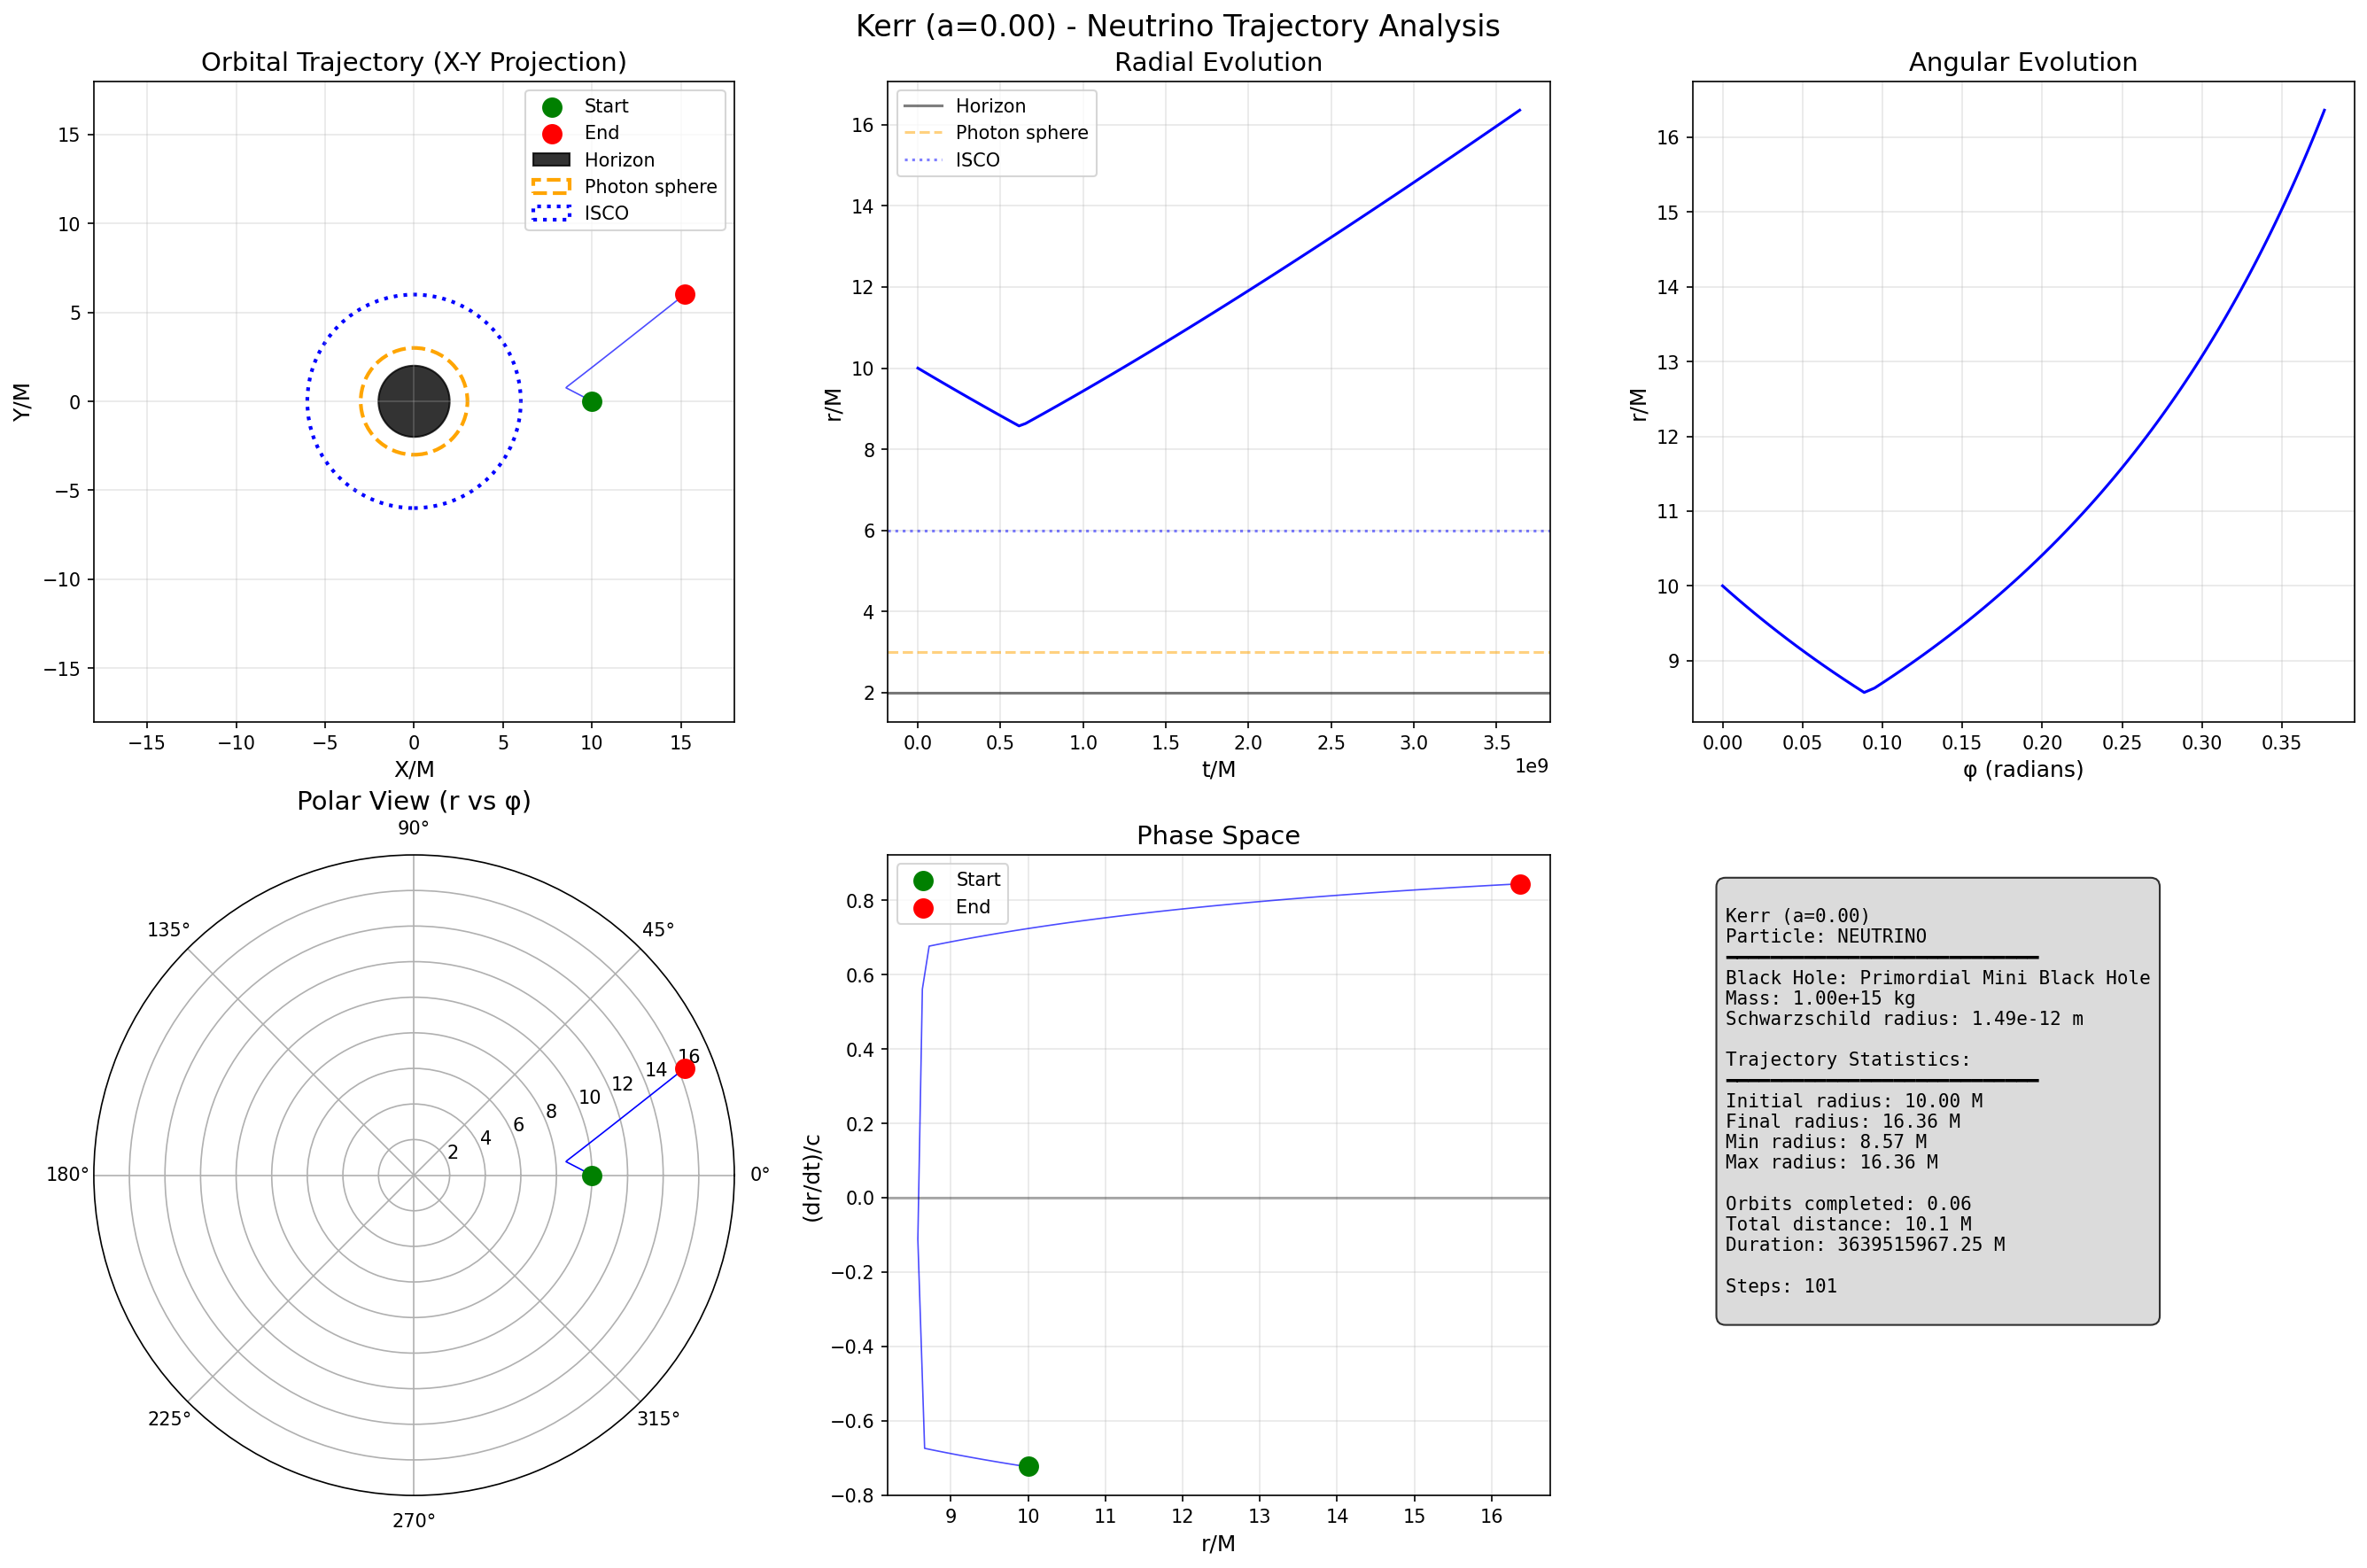 Kerr (a=0.00) - Neutrino Trajectory Analysis
Orbital Trajectory (X-Y Projection)
Start
End
Horizon
Photon sphere
ISCO
15
10
5
0
−5
−10
−15
Y/M
−15 −10 −5 0 5 10 15
X/M
Radial Evolution
Horizon
Photon sphere
ISCO
16
14
12
10
8
6
4
2
r/M
0.0 0.5 1.0 1.5 2.0 2.5 3.0 3.5
1e9
t/M
Angular Evolution
16
15
14
13
12
11
10
9
r/M
0.00 0.05 0.10 0.15 0.20 0.25 0.30 0.35
φ (radians)
Polar View (r vs φ)
90°
135° 45°
16
14
12
10
8
6
4
2
180° 0°
225° 315°
270°
Phase Space
Start
End
0.8
0.6
0.4
0.2
0.0
−0.2
−0.4
−0.6
−0.8
(dr/dt)/c
9 10 11 12 13 14 15 16
r/M
Kerr (a=0.00)
Particle: NEUTRINO
Black Hole: Primordial Mini Black Hole
Mass: 1.00e+15 kg
Schwarzschild radius: 1.49e-12 m
Trajectory Statistics:
Initial radius: 10.00 M
Final radius: 16.36 M
Min radius: 8.57 M
Max radius: 16.36 M
Orbits completed: 0.06
Total distance: 10.1 M
Duration: 3639515967.25 M
Steps: 101